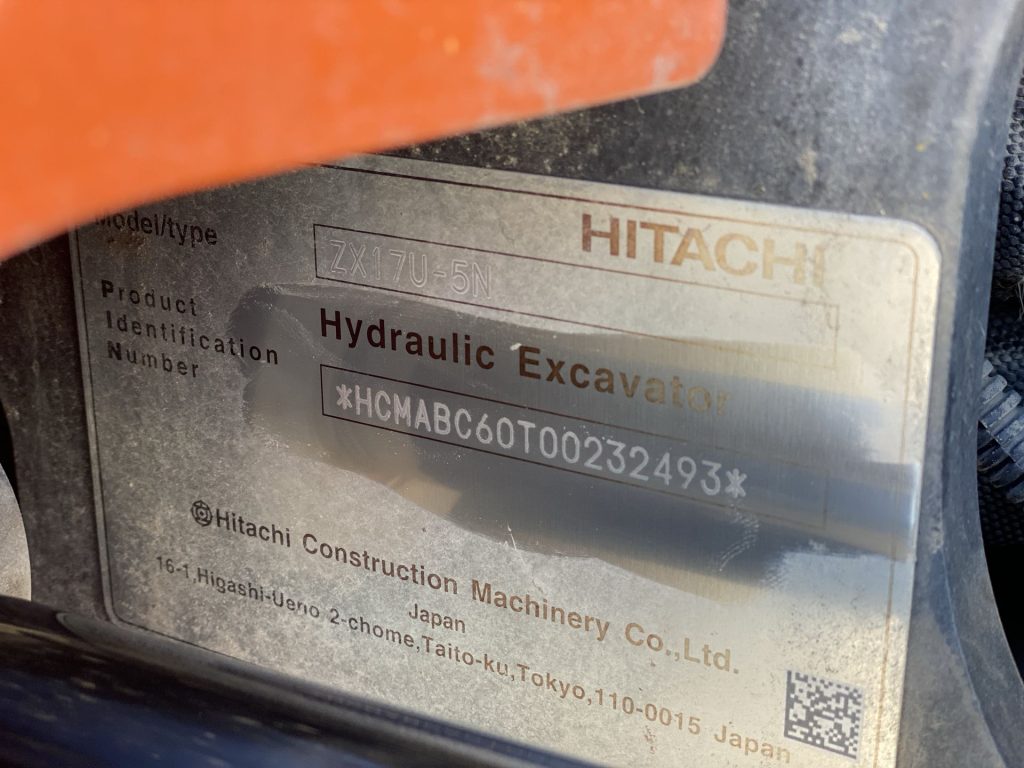 HITACHI
Model/type
ZX17U-5N
Hydraulic Excavator
Product
Identification
Number
*HCMABC60T00232493*
Hitachi Construction Machinery Co.,Ltd.
Japan
16-1,Higashi-Ueno 2-chome,Taito-ku,Tokyo,110-0015 Japan